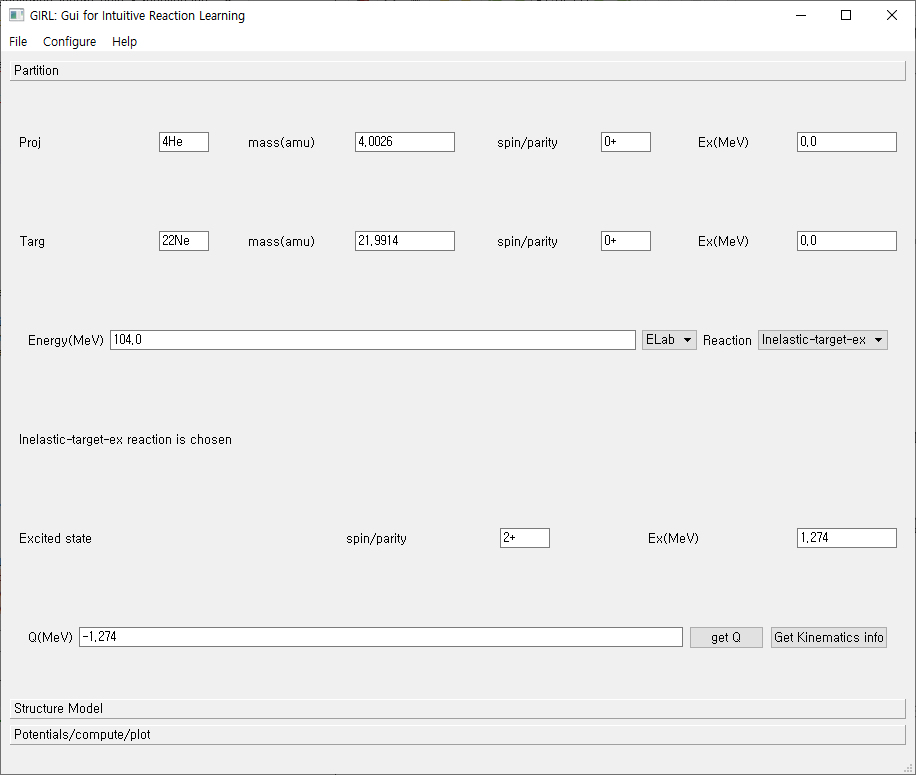 GIRL: Gui for Intuitive Reaction Learning
File Configure Help
Partition
Proj 4He mass(amu) 4,0026 spin/parity 0+ Ex(MeV) 0,0
Targ 22Ne mass(amu) 21,9914 spin/parity 0+ Ex(MeV) 0,0
Energy(MeV) 104,0 ELab Reaction Inelastic-target-ex
Inelastic-target-ex reaction is chosen
Excited state spin/parity 2+ Ex(MeV) 1,274
Q(MeV) -1,274 get Q Get Kinematics info
Structure Model
Potentials/compute/plot